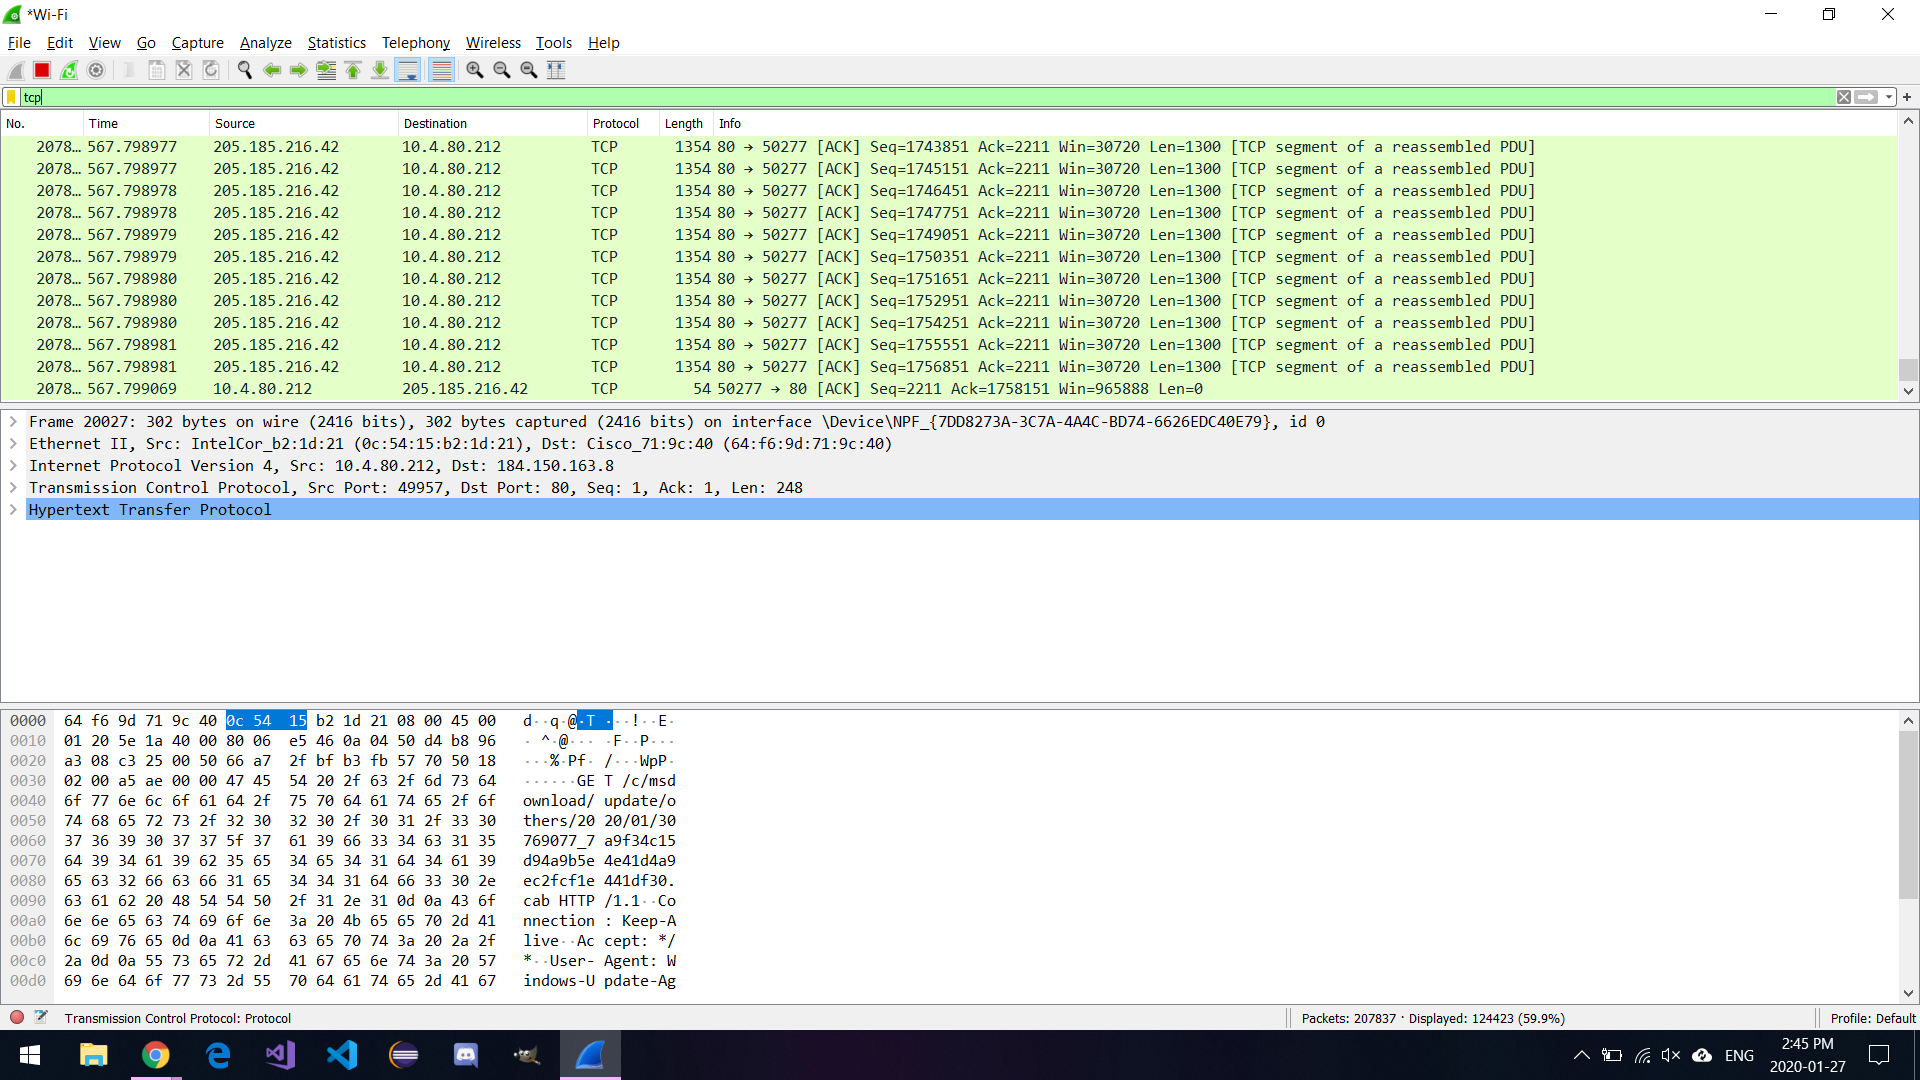 *Wi-Fi
File Edit View Go Capture Analyze Statistics Telephony Wireless Tools Help
tcp
No. Time Source Destination Protocol Length Info
2078… 567.798977 205.185.216.42 10.4.80.212 TCP 1354 80 → 50277 [ACK] Seq=1743851 Ack=2211 Win=30720 Len=1300 [TCP segment of a reassembled PDU]
2078… 567.798977 205.185.216.42 10.4.80.212 TCP 1354 80 → 50277 [ACK] Seq=1745151 Ack=2211 Win=30720 Len=1300 [TCP segment of a reassembled PDU]
2078… 567.798978 205.185.216.42 10.4.80.212 TCP 1354 80 → 50277 [ACK] Seq=1746451 Ack=2211 Win=30720 Len=1300 [TCP segment of a reassembled PDU]
2078… 567.798978 205.185.216.42 10.4.80.212 TCP 1354 80 → 50277 [ACK] Seq=1747751 Ack=2211 Win=30720 Len=1300 [TCP segment of a reassembled PDU]
2078… 567.798979 205.185.216.42 10.4.80.212 TCP 1354 80 → 50277 [ACK] Seq=1749051 Ack=2211 Win=30720 Len=1300 [TCP segment of a reassembled PDU]
2078… 567.798979 205.185.216.42 10.4.80.212 TCP 1354 80 → 50277 [ACK] Seq=1750351 Ack=2211 Win=30720 Len=1300 [TCP segment of a reassembled PDU]
2078… 567.798980 205.185.216.42 10.4.80.212 TCP 1354 80 → 50277 [ACK] Seq=1751651 Ack=2211 Win=30720 Len=1300 [TCP segment of a reassembled PDU]
2078… 567.798980 205.185.216.42 10.4.80.212 TCP 1354 80 → 50277 [ACK] Seq=1752951 Ack=2211 Win=30720 Len=1300 [TCP segment of a reassembled PDU]
2078… 567.798980 205.185.216.42 10.4.80.212 TCP 1354 80 → 50277 [ACK] Seq=1754251 Ack=2211 Win=30720 Len=1300 [TCP segment of a reassembled PDU]
2078… 567.798981 205.185.216.42 10.4.80.212 TCP 1354 80 → 50277 [ACK] Seq=1755551 Ack=2211 Win=30720 Len=1300 [TCP segment of a reassembled PDU]
2078… 567.798981 205.185.216.42 10.4.80.212 TCP 1354 80 → 50277 [ACK] Seq=1756851 Ack=2211 Win=30720 Len=1300 [TCP segment of a reassembled PDU]
2078… 567.799069 10.4.80.212 205.185.216.42 TCP 54 50277 → 80 [ACK] Seq=2211 Ack=1758151 Win=965888 Len=0
Frame 20027: 302 bytes on wire (2416 bits), 302 bytes captured (2416 bits) on interface \Device\NPF_{7DD8273A-3C7A-4A4C-BD74-6626EDC40E79}, id 0
Ethernet II, Src: IntelCor_b2:1d:21 (0c:54:15:b2:1d:21), Dst: Cisco_71:9c:40 (64:f6:9d:71:9c:40)
Internet Protocol Version 4, Src: 10.4.80.212, Dst: 184.150.163.8
Transmission Control Protocol, Src Port: 49957, Dst Port: 80, Seq: 1, Ack: 1, Len: 248
Hypertext Transfer Protocol
0000 64 f6 9d 71 9c 40 0c 54 15 b2 1d 21 08 00 45 00 d··q·@·T ···!··E·
0010 01 20 5e 1a 40 00 80 06 e5 46 0a 04 50 d4 b8 96 · ^·@··· ·F··P···
0020 a3 08 c3 25 00 50 66 a7 2f bf b3 fb 57 70 50 18 ···%·Pf· /···WpP·
0030 02 00 a5 ae 00 00 47 45 54 20 2f 63 2f 6d 73 64 ······GE T /c/msd
0040 6f 77 6e 6c 6f 61 64 2f 75 70 64 61 74 65 2f 6f ownload/ update/o
0050 74 68 65 72 73 2f 32 30 32 30 2f 30 31 2f 33 30 thers/20 20/01/30
0060 37 36 39 30 37 37 5f 37 61 39 66 33 34 63 31 35 769077_7 a9f34c15
0070 64 39 34 61 39 62 35 65 34 65 34 31 64 34 61 39 d94a9b5e 4e41d4a9
0080 65 63 32 66 63 66 31 65 34 34 31 64 66 33 30 2e ec2fcf1e 441df30.
0090 63 61 62 20 48 54 54 50 2f 31 2e 31 0d 0a 43 6f cab HTTP /1.1··Co
00a0 6e 6e 65 63 74 69 6f 6e 3a 20 4b 65 65 70 2d 41 nnection : Keep-A
00b0 6c 69 76 65 0d 0a 41 63 63 65 70 74 3a 20 2a 2f live··Ac cept: */
00c0 2a 0d 0a 55 73 65 72 2d 41 67 65 6e 74 3a 20 57 *··User- Agent: W
00d0 69 6e 64 6f 77 73 2d 55 70 64 61 74 65 2d 41 67 indows-U pdate-Ag
Transmission Control Protocol: Protocol
Packets: 207837 · Displayed: 124423 (59.9%)
Profile: Default
ENG
2:45 PM
2020-01-27